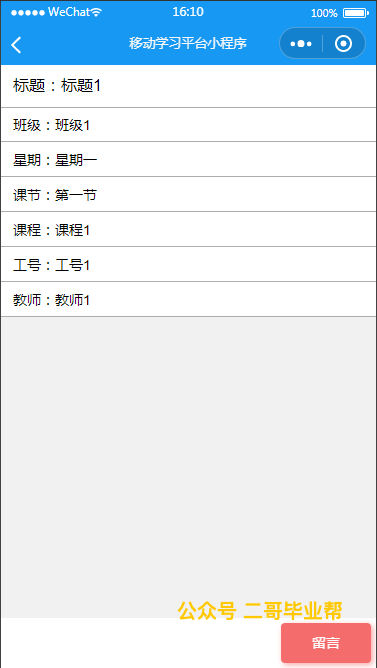 WeChat 16:10 100%
移动学习平台小程序
标题：标题1
班级：班级1
星期：星期一
课节：第一节
课程：课程1
工号：工号1
教师：教师1
公众号 二哥毕业帮
留言